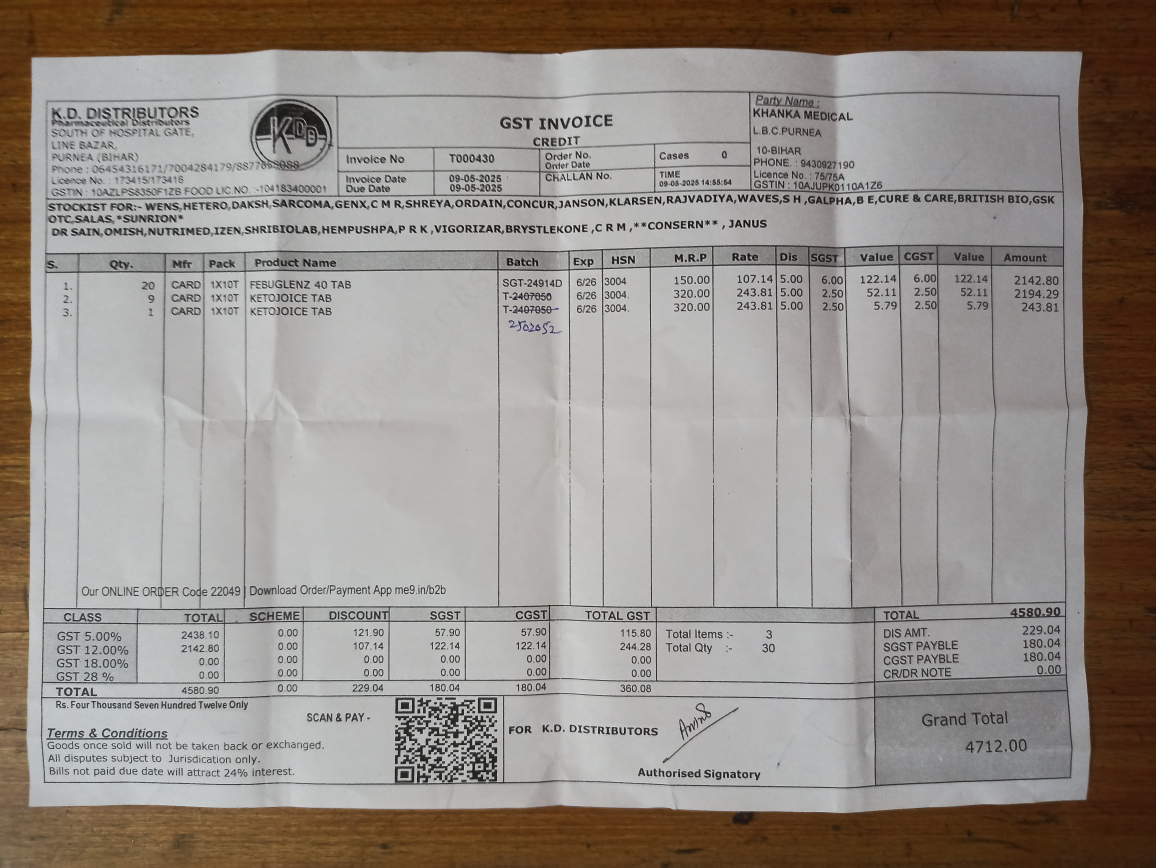 K.D. DISTRIBUTORS
Pharmaceutical Distributors
SOUTH OF HOSPITAL GATE,
LINE BAZAR,
PURNEA (BIHAR)
Phone : 06454316171/7004284179/8877655088
Licence No. : 173415/173416
GSTIN : 10AZLPS8350F1Z6 FOOD LIC NO. -104183400001
KDB
GST INVOICE
CREDIT
Invoice No T000430 Order No. Cases 0
Order Date
Invoice Date 09-05-2025 CHALLAN No. TIME
Due Date 09-05-2025 09-05-2025 14:55:54
Party Name :
KHANKA MEDICAL
L.B.C.PURNEA
10-BIHAR
PHONE. : 9430927190
Licence No. : 75/75A
GSTIN : 10AJUPK0110A1Z6
STOCKIST FOR:- WENS,HETERO,DAKSH,SARCOMA,GENX,C M R,SHREYA,ORDAIN,CONCUR,JANSON,KLARSEN,RAJVADIYA,WAVES,S H ,GALPHA,B E,CURE & CARE,BRITISH BIO,GSK
OTC,SALAS,*SUNRION*
DR SAIN,OMISH,NUTRIMED,IZEN,SHRIBIOLAB,HEMPUSHPA,P R K ,VIGORIZAR,BRYSTLEKONE ,C R M ,**CONSERN** , JANUS
S. Qty. Mfr Pack Product Name Batch Exp HSN M.R.P Rate Dis SGST Value CGST Value Amount
1. 20 CARD 1X10T FEBUGLENZ 40 TAB SGT-24914D 6/26 3004 150.00 107.14 5.00 6.00 122.14 6.00 122.14 2142.80
2. 9 CARD 1X10T KETOJOICE TAB T-2407050 6/26 3004. 320.00 243.81 5.00 2.50 52.11 2.50 52.11 2194.29
3. 1 CARD 1X10T KETOJOICE TAB T-2407050 6/26 3004. 320.00 243.81 5.00 2.50 5.79 2.50 5.79 243.81
2502052
Our ONLINE ORDER Code 22049 | Download Order/Payment App me9.in/b2b
CLASS TOTAL SCHEME DISCOUNT SGST CGST TOTAL GST
GST 5.00% 2438.10 0.00 121.90 57.90 57.90 115.80
GST 12.00% 2142.80 0.00 107.14 122.14 122.14 244.28
GST 18.00% 0.00 0.00 0.00 0.00 0.00 0.00
GST 28 % 0.00 0.00 0.00 0.00 0.00 0.00
TOTAL 4580.90 0.00 229.04 180.04 180.04 360.08
Total Items :- 3
Total Qty :- 30
TOTAL 4580.90
DIS AMT. 229.04
SGST PAYBLE 180.04
CGST PAYBLE 180.04
CR/DR NOTE 0.00
Rs. Four Thousand Seven Hundred Twelve Only
SCAN & PAY -
Terms & Conditions
Goods once sold will not be taken back or exchanged.
All disputes subject to Jurisdication only.
Bills not paid due date will attract 24% interest.
FOR K.D. DISTRIBUTORS
Authorised Signatory
Grand Total
4712.00